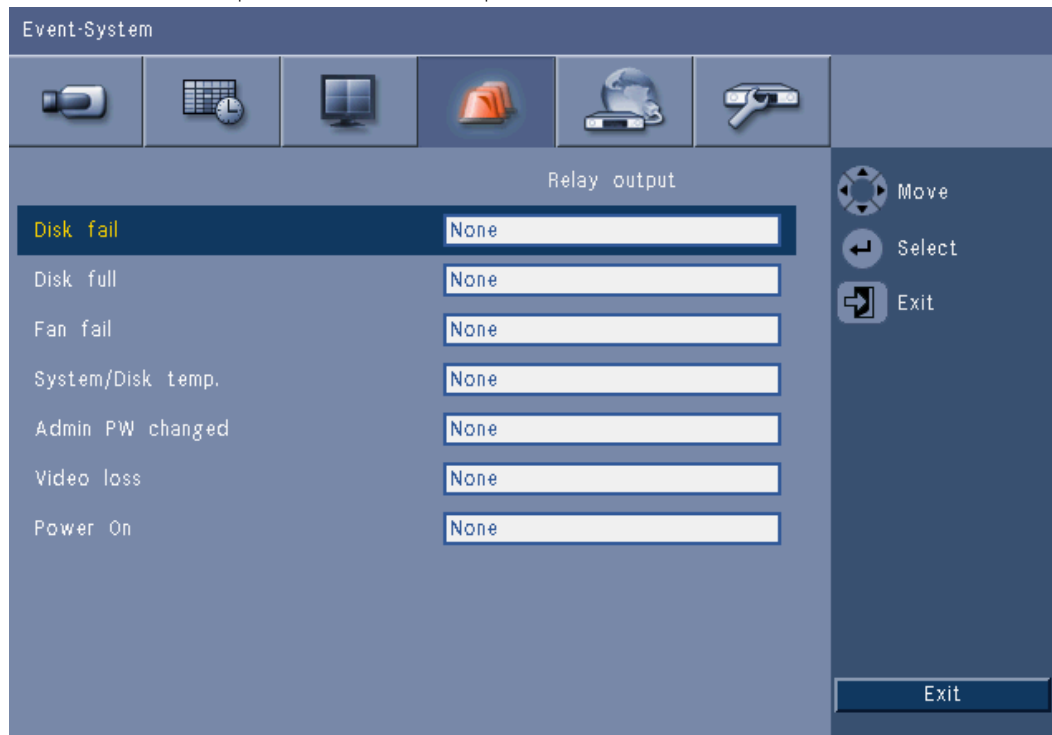 Event-System
Relay output
Disk fail None
Disk full None
Fan fail None
System/Disk temp. None
Admin PW changed None
Video loss None
Power On None
Move
Select
Exit
Exit